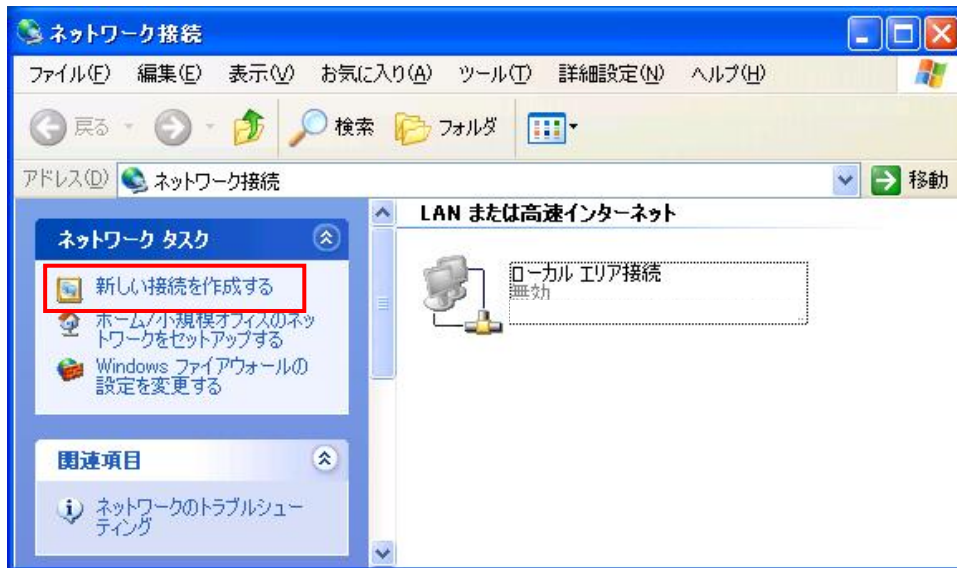 ネットワーク接続
ファイル(F) 編集(E) 表示(V) お気に入り(A) ツール(T) 詳細設定(N) ヘルプ(H)
戻る 検索 フォルダ
アドレス(D) ネットワーク接続 移動
ネットワーク タスク
新しい接続を作成する
ホーム/小規模オフィスのネッ
トワークをセットアップする
Windows ファイアウォールの
設定を変更する
関連項目
ネットワークのトラブルシュー
ティング
LAN または高速インターネット
ローカル エリア接続
無効